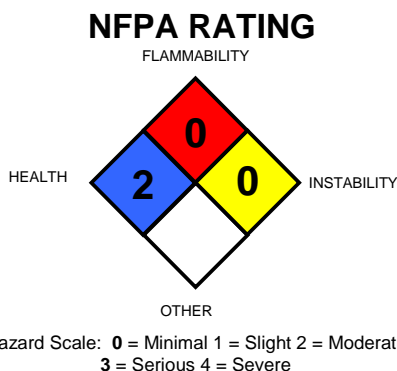 NFPA RATING
FLAMMABILITY
0
HEALTH
2
0
INSTABILITY
OTHER
azard Scale: 0 = Minimal 1 = Slight 2 = Moderat
3 = Serious 4 = Severe